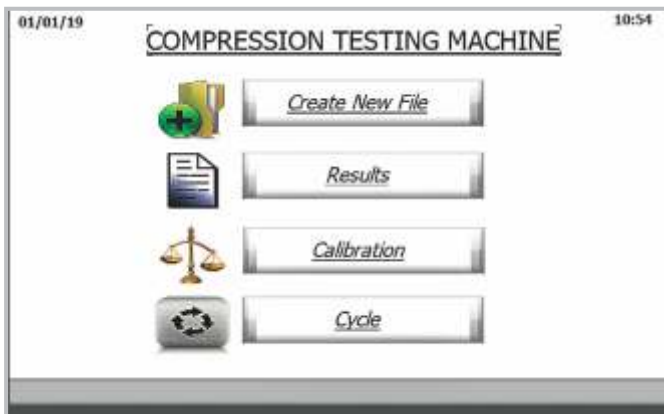 01/01/19
10:54
COMPRESSION TESTING MACHINE
Create New File
Results
Calibration
Cycle